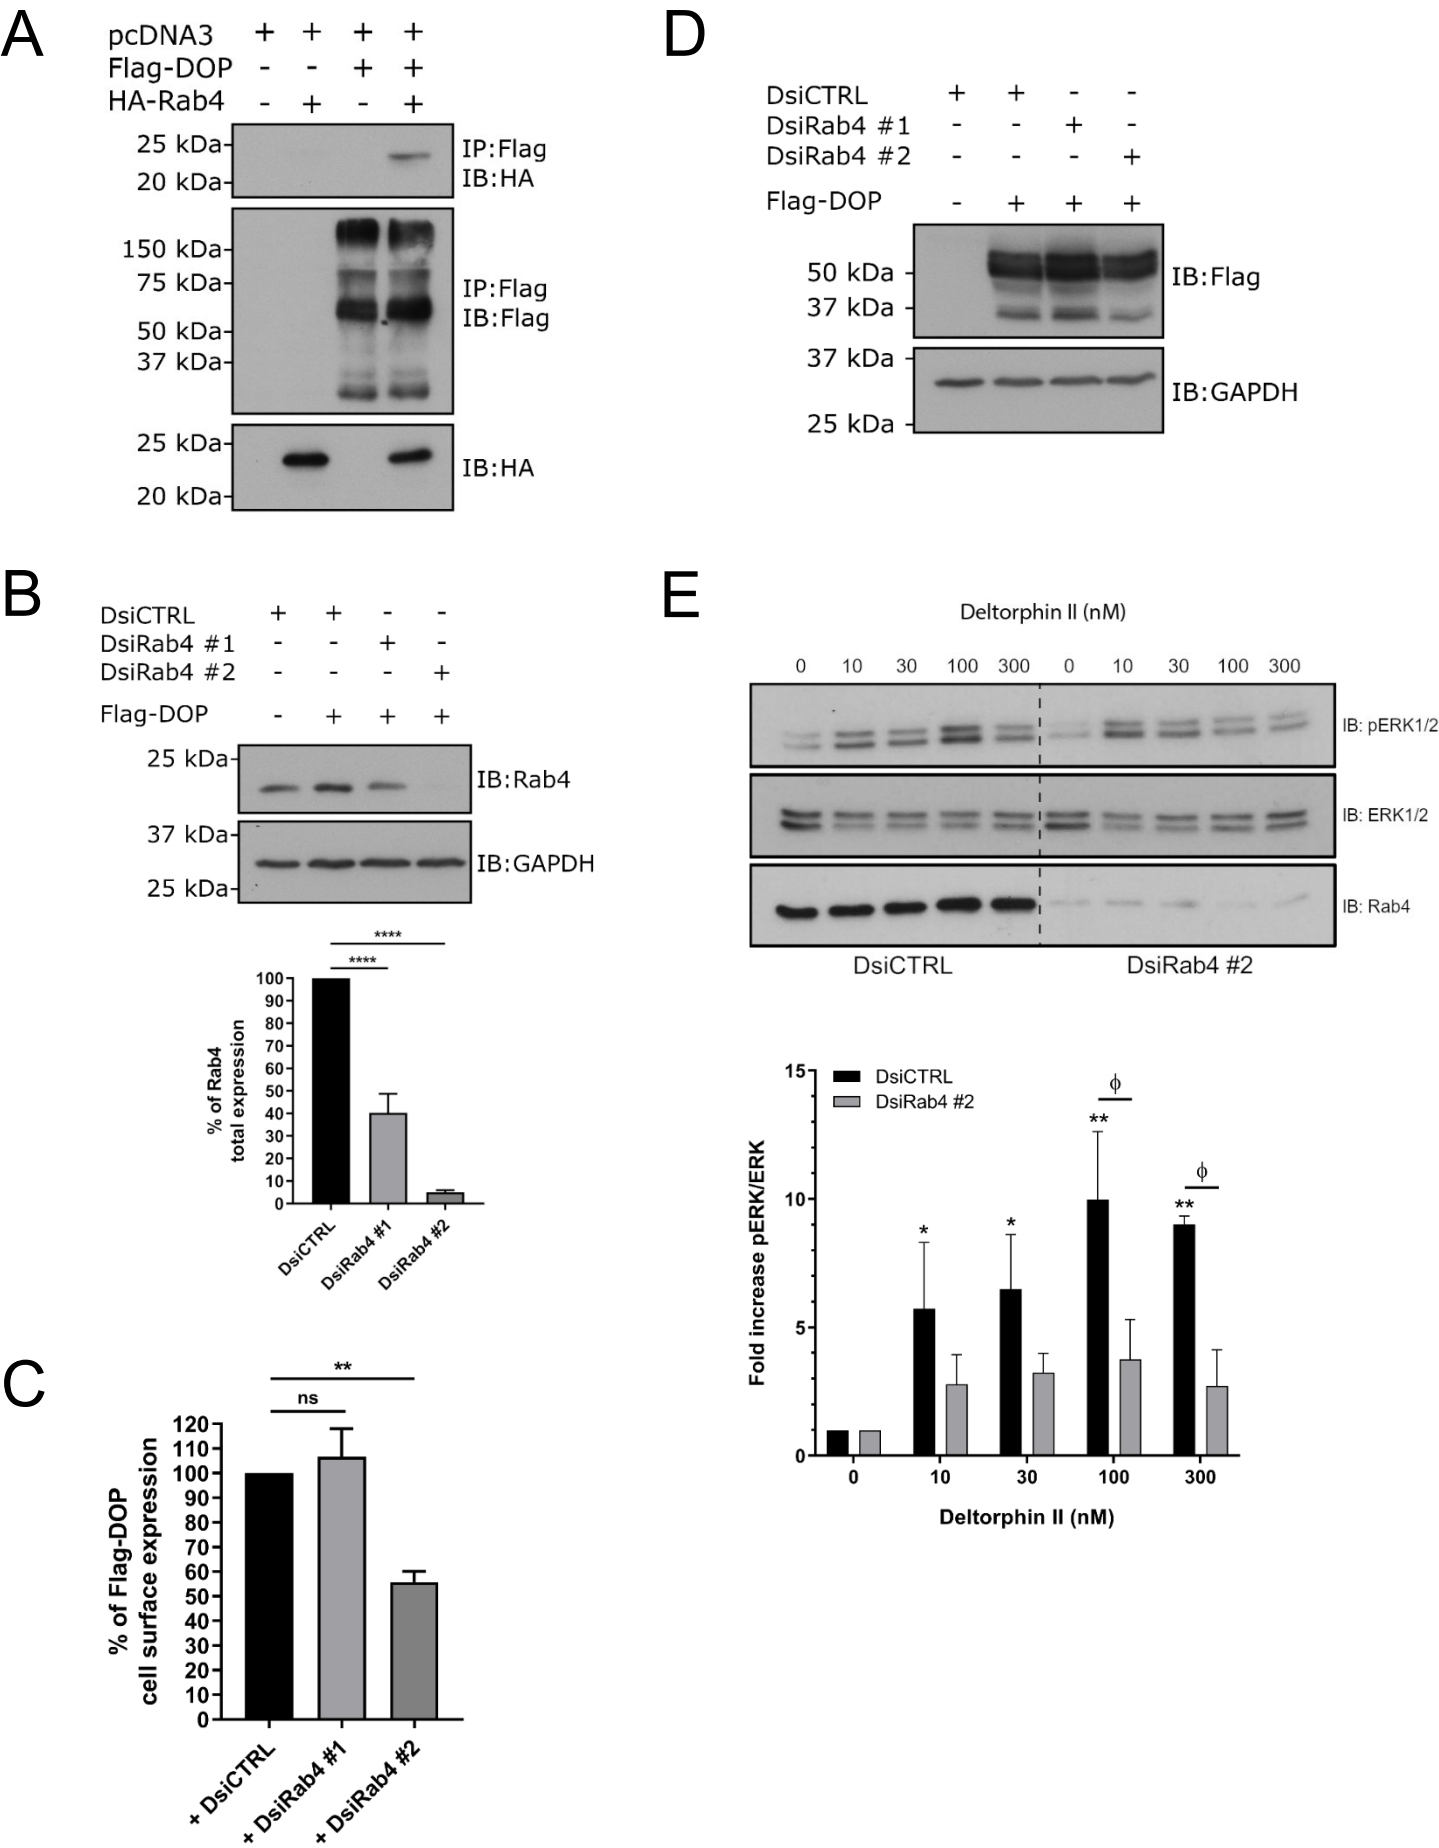 A
pcDNA3 + + + +
Flag-DOP - - + +
HA-Rab4 - + - +
25 kDa
20 kDa
IP:Flag
IB:HA
150 kDa
75 kDa
50 kDa
37 kDa
IP:Flag
IB:Flag
25 kDa
20 kDa
IB:HA
B
DsiCTRL + + - -
DsiRab4 #1 - - + -
DsiRab4 #2 - - - +
Flag-DOP - + + +
25 kDa
IB:Rab4
37 kDa
25 kDa
IB:GAPDH
****
****
100
90
80
70
60
50
40
30
20
10
0
% of Rab4
total expression
DsiCTRL
DsiRab4 #1
DsiRab4 #2
C
**
ns
120
110
100
90
80
70
60
50
40
30
20
10
0
% of Flag-DOP
cell surface expression
+ DsiCTRL
+ DsiRab4 #1
+ DsiRab4 #2
D
DsiCTRL + + - -
DsiRab4 #1 - - + -
DsiRab4 #2 - - - +
Flag-DOP - + + +
50 kDa
37 kDa
IB:Flag
37 kDa
25 kDa
IB:GAPDH
E
Deltorphin II (nM)
0 10 30 100 300 0 10 30 100 300
IB: pERK1/2
IB: ERK1/2
IB: Rab4
DsiCTRL DsiRab4 #2
15
10
5
0
Fold increase pERK/ERK
DsiCTRL
DsiRab4 #2
* * ** ϕ ** ϕ
0 10 30 100 300
Deltorphin II (nM)